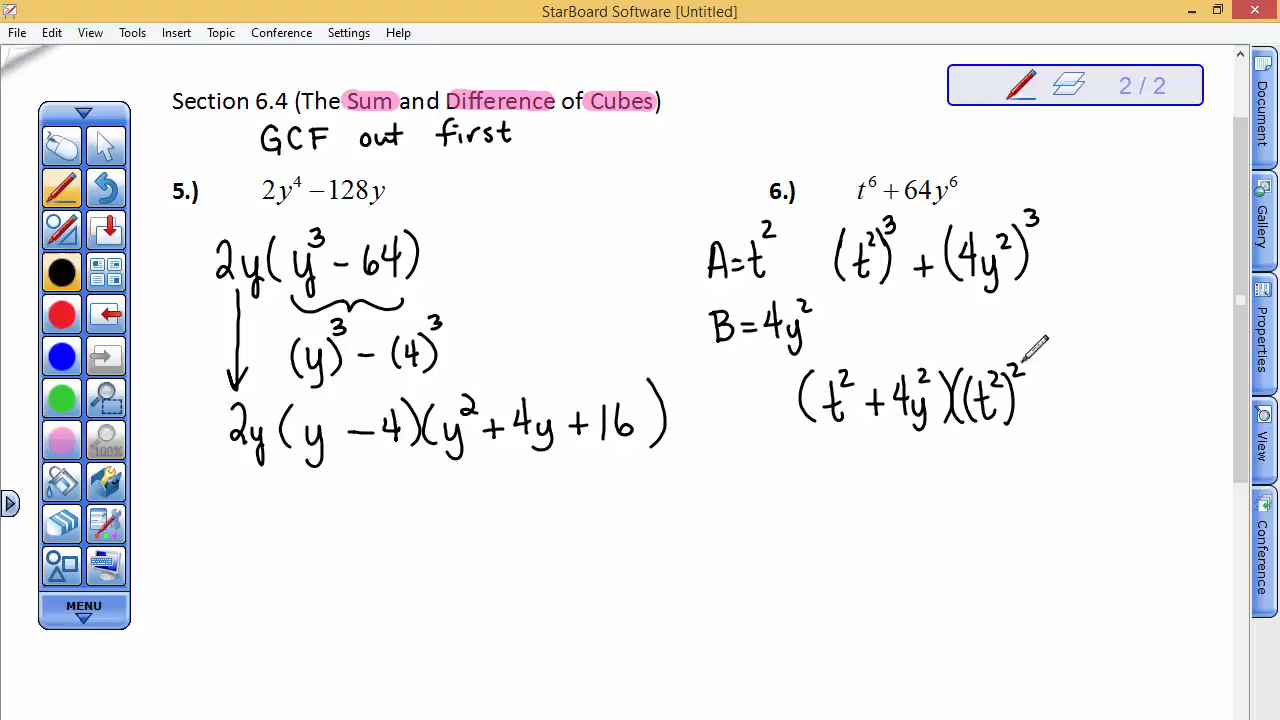 StarBoard Software [Untitled]
File Edit View Tools Insert Topic Conference Settings Help
2 / 2
Section 6.4 (The Sum and Difference of Cubes)
GCF out first
5.) 2y⁴ − 128y
2y(y³ − 64)
(y)³ − (4)³
2y(y − 4)(y² + 4y + 16)
6.) t⁶ + 64y⁶
A = t² (t²)³ + (4y²)³
B = 4y²
(t² + 4y²)((t²)²
100%
MENU
Document
Gallery
Properties
View
Conference